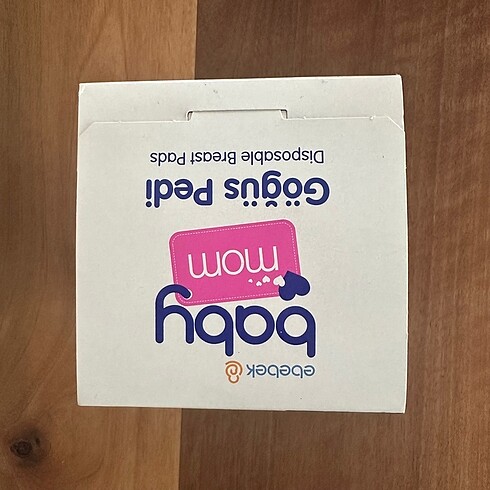 ebebek
baby
mom
Göğüs Pedi
Disposable Breast Pads